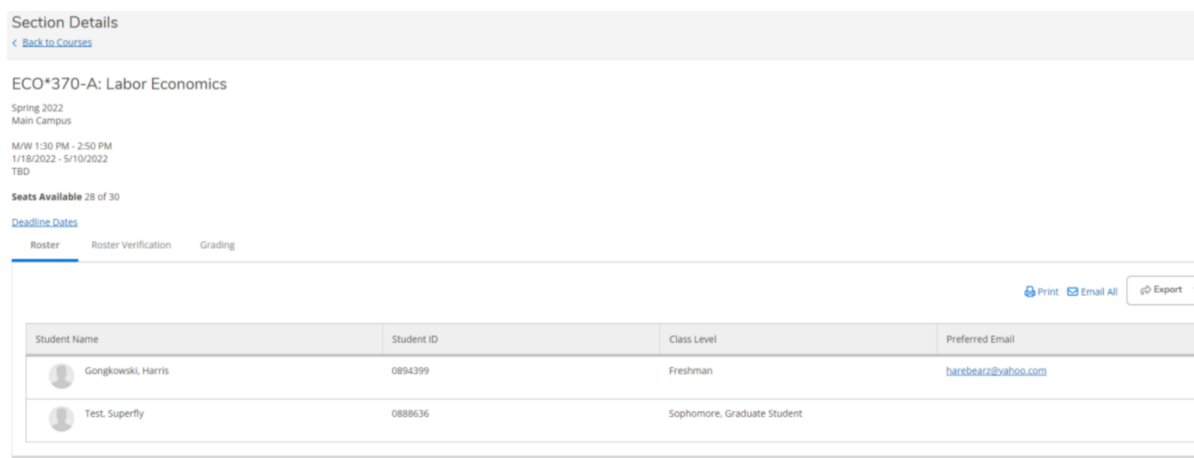 Section Details
< Back to Courses
ECO*370-A: Labor Economics
Spring 2022
Main Campus
M/W 1:30 PM - 2:50 PM
1/18/2022 - 5/10/2022
TBD
Seats Available 28 of 30
Deadline Dates
Roster Roster Verification Grading
Print Email All Export
Student Name Student ID Class Level Preferred Email
Gongkowski, Harris 0894399 Freshman harebearz@yahoo.com
Test, Superfly 0888636 Sophomore, Graduate Student